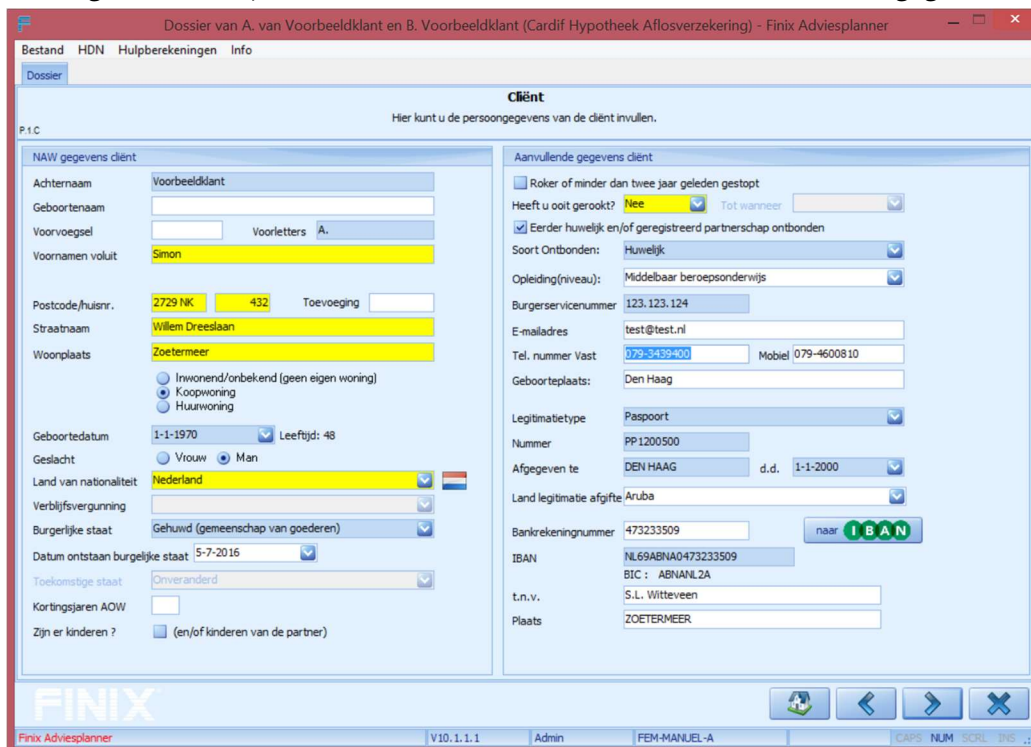 Dossier van A. van Voorbeeldklant en B. Voorbeeldklant (Cardif Hypotheek Aflosverzekering) - Finix Adviesplanner
Bestand HDN Hulpberekeningen Info
Dossier
Cliënt
Hier kunt u de persoongegevens van de cliënt invullen.
P.1.C
NAW gegevens cliënt
Achternaam Voorbeeldklant
Geboortenaam
Voorvoegsel Voorletters A.
Voornamen voluit Simon
Postcode/huisnr. 2729 NK 432 Toevoeging
Straatnaam Willem Dreeslaan
Woonplaats Zoetermeer
Inwonend/onbekend (geen eigen woning)
Koopwoning
Huurwoning
Geboortedatum 1-1-1970 Leeftijd: 48
Geslacht Vrouw Man
Land van nationaliteit Nederland
Verblijfsvergunning
Burgerlijke staat Gehuwd (gemeenschap van goederen)
Datum ontstaan burgelijke staat 5-7-2016
Toekomstige staat Onveranderd
Kortingsjaren AOW
Zijn er kinderen ? (en/of kinderen van de partner)
Aanvullende gegevens cliënt
Roker of minder dan twee jaar geleden gestopt
Heeft u ooit gerookt? Nee Tot wanneer
Eerder huwelijk en/of geregistreerd partnerschap ontbonden
Soort Ontbonden: Huwelijk
Opleiding(niveau): Middelbaar beroepsonderwijs
Burgerservicenummer 123.123.124
E-mailadres test@test.nl
Tel. nummer Vast 079-3439400 Mobiel 079-4600810
Geboorteplaats: Den Haag
Legitimatietype Paspoort
Nummer PP1200500
Afgegeven te DEN HAAG d.d. 1-1-2000
Land legitimatie afgifte Aruba
Bankrekeningnummer 473233509 naar IBAN
IBAN NL69ABNA0473233509
BIC : ABNANL2A
t.n.v. S.L. Witteveen
Plaats ZOETERMEER
FINIX
Finix Adviesplanner V10.1.1.1 Admin FEM-MANUEL-A CAPS NUM SCRL INS